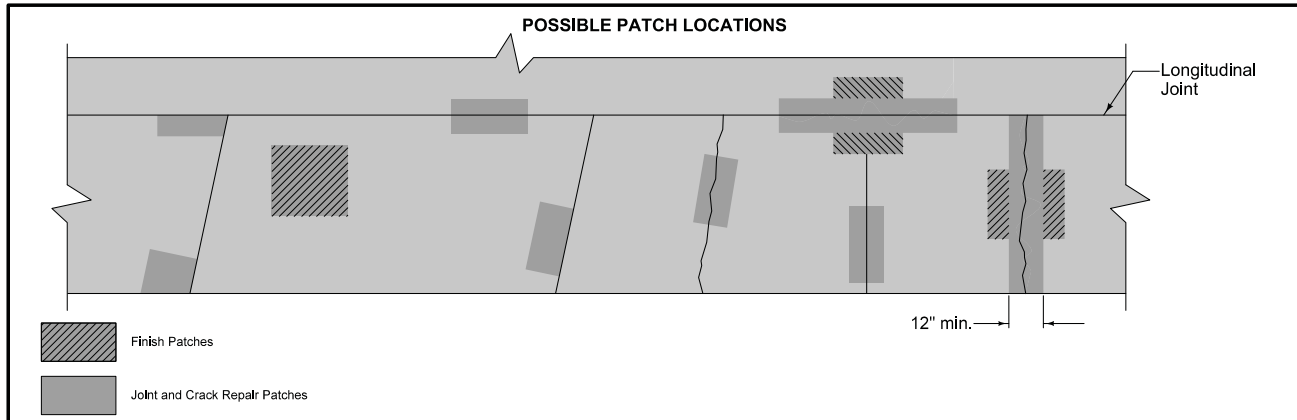 POSSIBLE PATCH LOCATIONS
Longitudinal
Joint
12" min.
Finish Patches
Joint and Crack Repair Patches